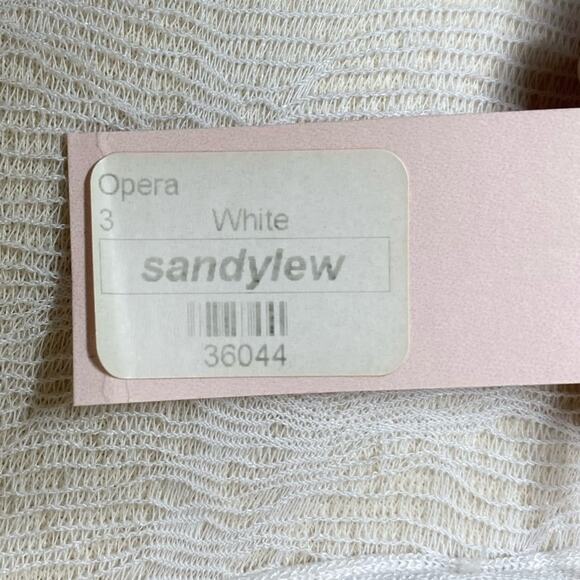 Opera
3 White
sandylew
36044